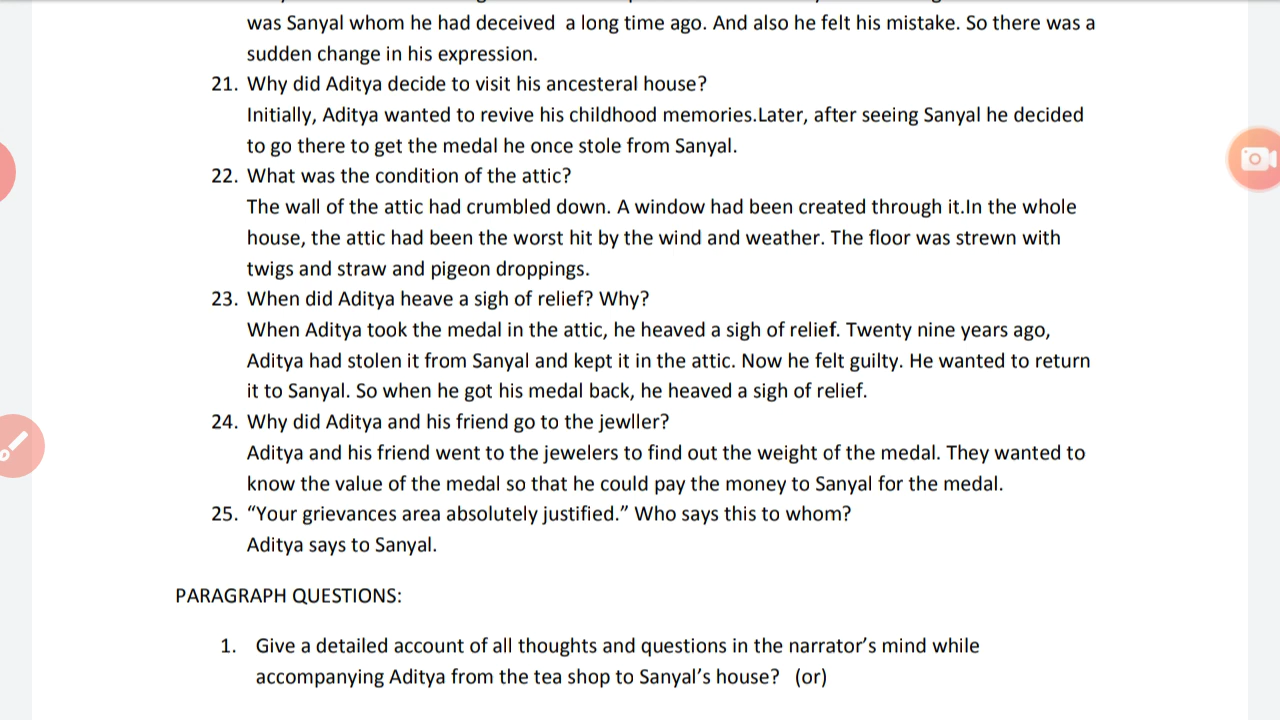 was Sanyal whom he had deceived a long time ago. And also he felt his mistake. So there was a
sudden change in his expression.
21. Why did Aditya decide to visit his ancesteral house?
Initially, Aditya wanted to revive his childhood memories.Later, after seeing Sanyal he decided
to go there to get the medal he once stole from Sanyal.
22. What was the condition of the attic?
The wall of the attic had crumbled down. A window had been created through it.In the whole
house, the attic had been the worst hit by the wind and weather. The floor was strewn with
twigs and straw and pigeon droppings.
23. When did Aditya heave a sigh of relief? Why?
When Aditya took the medal in the attic, he heaved a sigh of relief. Twenty nine years ago,
Aditya had stolen it from Sanyal and kept it in the attic. Now he felt guilty. He wanted to return
it to Sanyal. So when he got his medal back, he heaved a sigh of relief.
24. Why did Aditya and his friend go to the jewller?
Aditya and his friend went to the jewelers to find out the weight of the medal. They wanted to
know the value of the medal so that he could pay the money to Sanyal for the medal.
25. “Your grievances area absolutely justified.” Who says this to whom?
Aditya says to Sanyal.
PARAGRAPH QUESTIONS:
1. Give a detailed account of all thoughts and questions in the narrator’s mind while
accompanying Aditya from the tea shop to Sanyal’s house? (or)